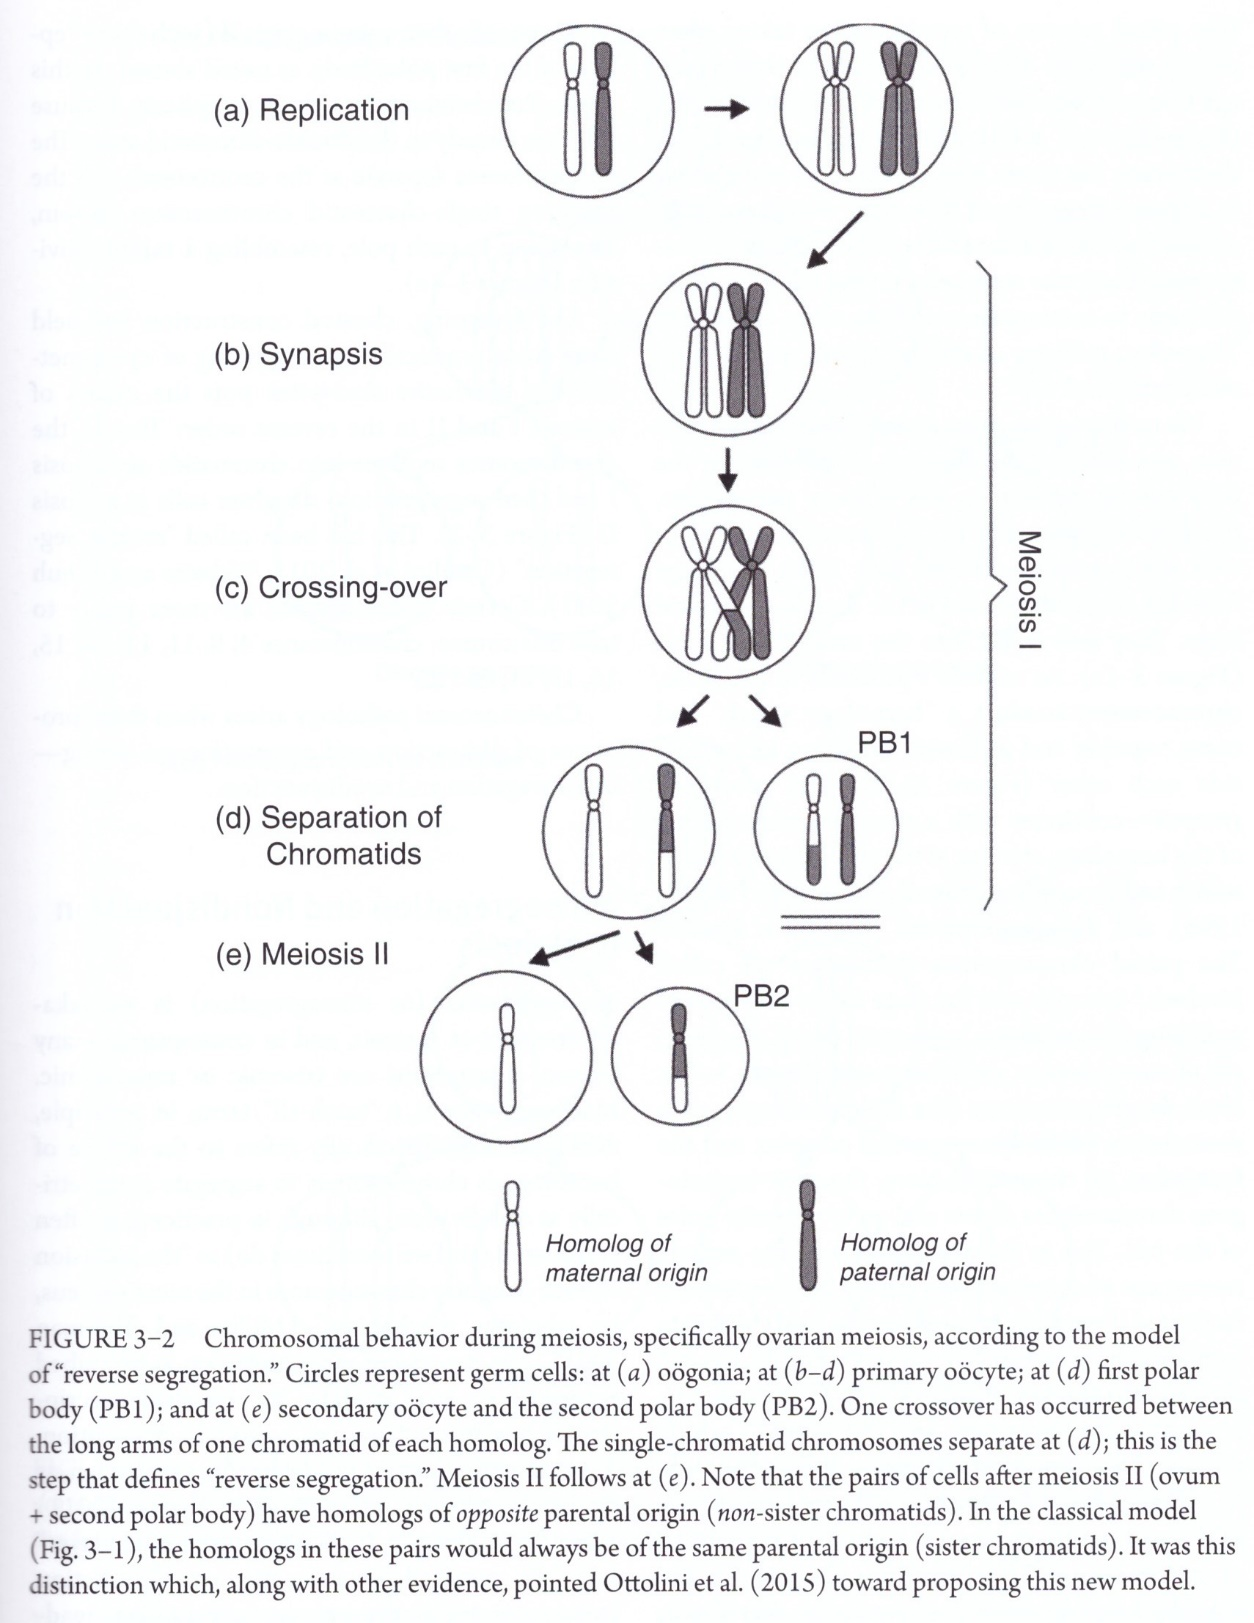 (a) Replication
(b) Synapsis
(c) Crossing-over
Meiosis I
PB1
(d) Separation of
Chromatids
(e) Meiosis II
PB2
Homolog of
maternal origin
Homolog of
paternal origin
FIGURE 3–2 Chromosomal behavior during meiosis, specifically ovarian meiosis, according to the model
of “reverse segregation.” Circles represent germ cells: at (a) oögonia; at (b–d) primary oöcyte; at (d) first polar
body (PB1); and at (e) secondary oöcyte and the second polar body (PB2). One crossover has occurred between
the long arms of one chromatid of each homolog. The single-chromatid chromosomes separate at (d); this is the
step that defines “reverse segregation.” Meiosis II follows at (e). Note that the pairs of cells after meiosis II (ovum
+ second polar body) have homologs of opposite parental origin (non-sister chromatids). In the classical model
(Fig. 3–1), the homologs in these pairs would always be of the same parental origin (sister chromatids). It was this
distinction which, along with other evidence, pointed Ottolini et al. (2015) toward proposing this new model.